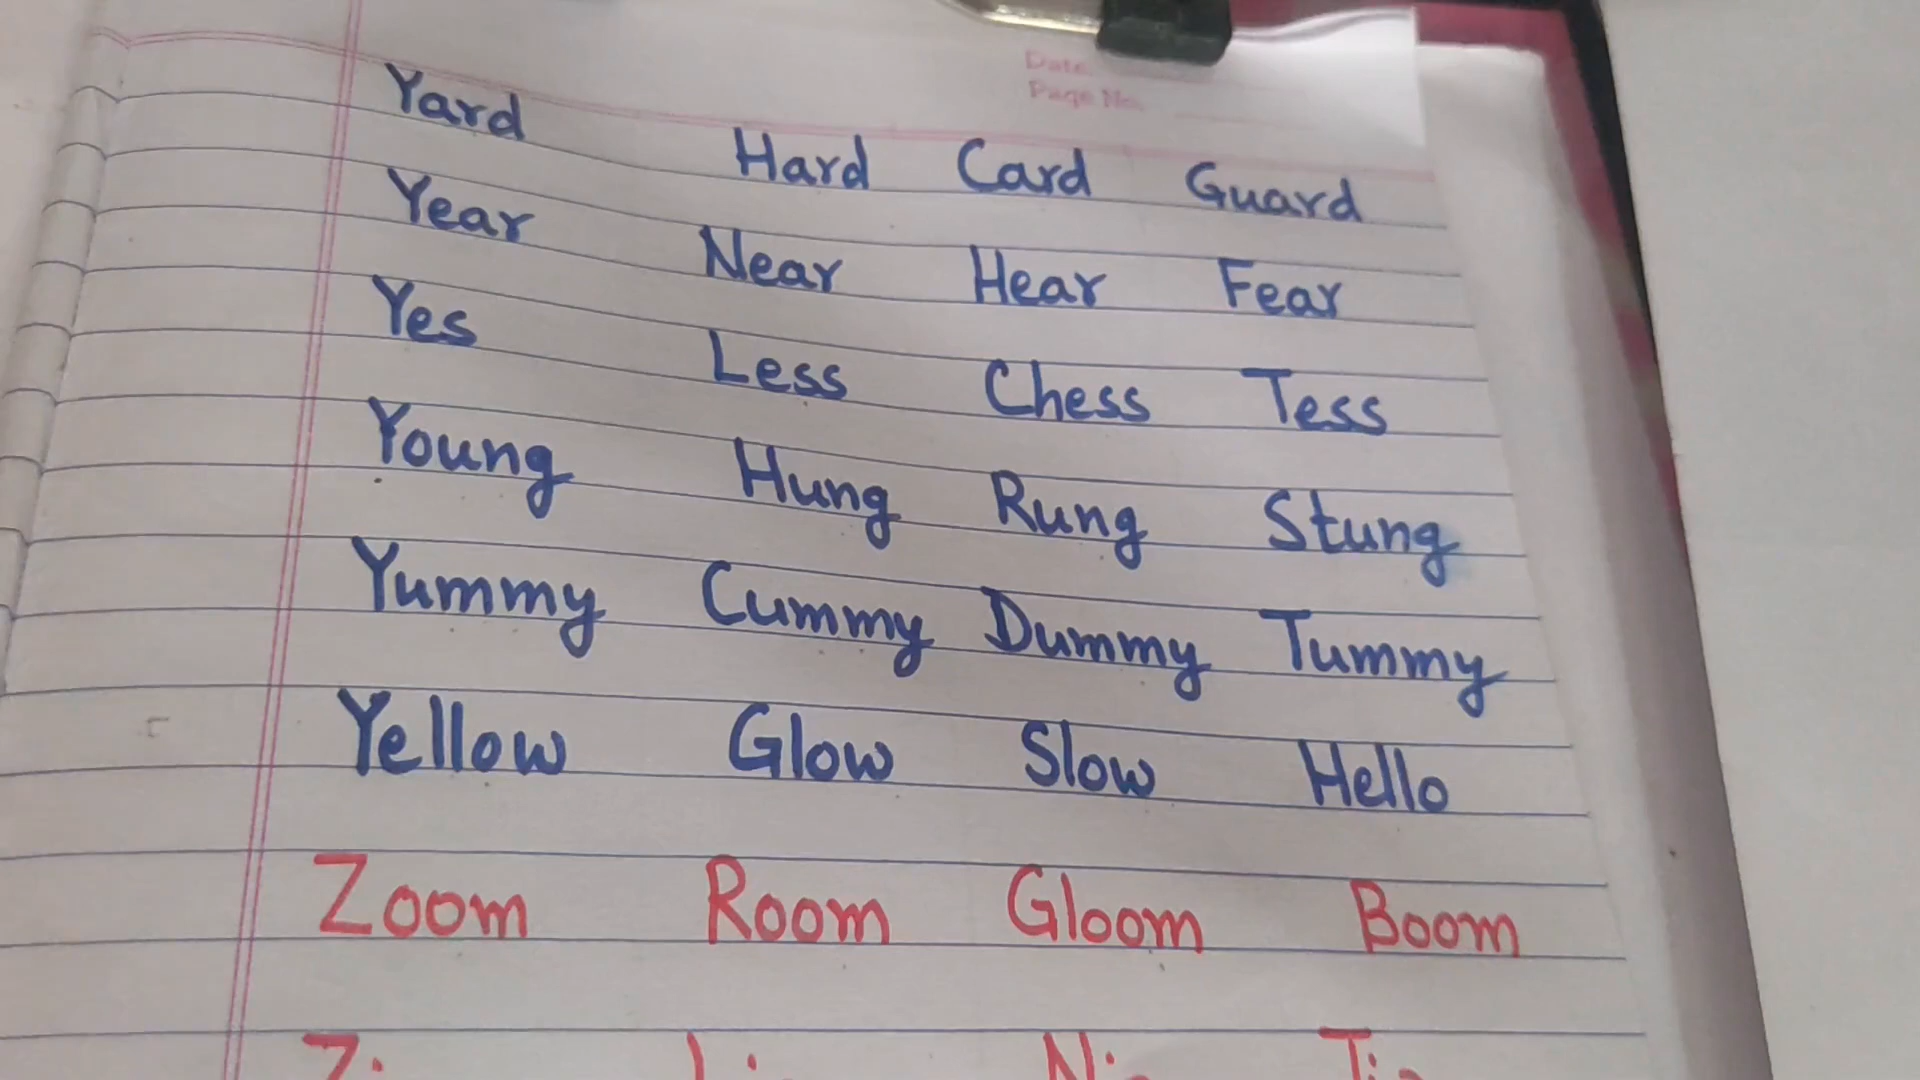 Date.
Page No.
Yard Hard Card Guard
Year Near Hear Fear
Yes Less Chess Tess
Young Hung Rung Stung
Yummy Cummy Dummy Tummy
Yellow Glow Slow Hello
Zoom Room Gloom Boom